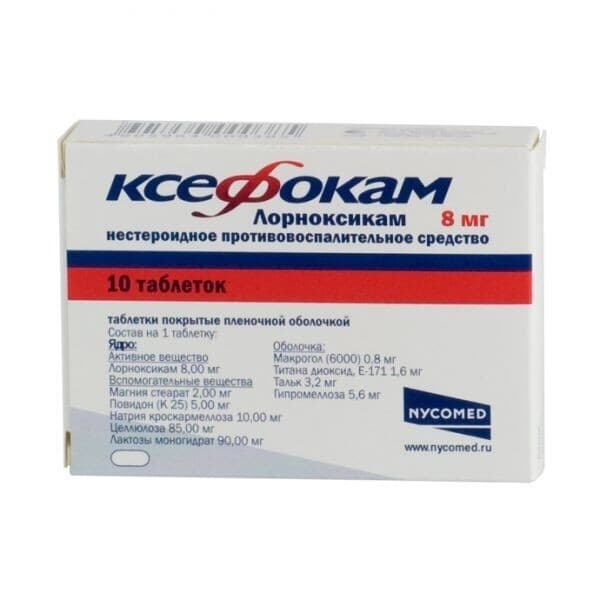 ксефокам
Лорноксикам 8 мг
нестероидное противовоспалительное средство
10 таблеток
таблетки покрытые пленочной оболочкой
Состав на 1 таблетку:
Ядро:
Активное вещество
Лорноксикам 8,00 мг
Вспомогательные вещества
Магния стеарат 2,00 мг
Повидон (К 25) 5,00 мг
Натрия кроскармеллоза 10,00 мг
Целлюлоза 85,00 мг
Лактозы моногидрат 90,00 мг
Оболочка:
Макрогол (6000) 0,8 мг
Титана диоксид, Е-171 1,6 мг
Тальк 3,2 мг
Гипромеллоза 5,6 мг
NYCOMED
www.nycomed.ru